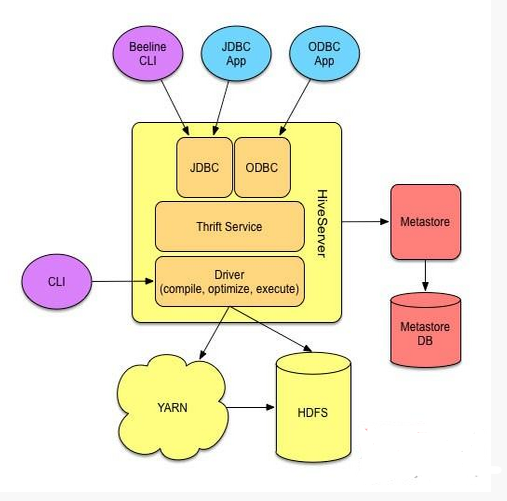 Beeline
CLI
JDBC
App
ODBC
App
JDBC
ODBC
HiveServer
Thrift Service
Metastore
CLI
Driver
(compile, optimize, execute)
Metastore
DB
YARN
HDFS